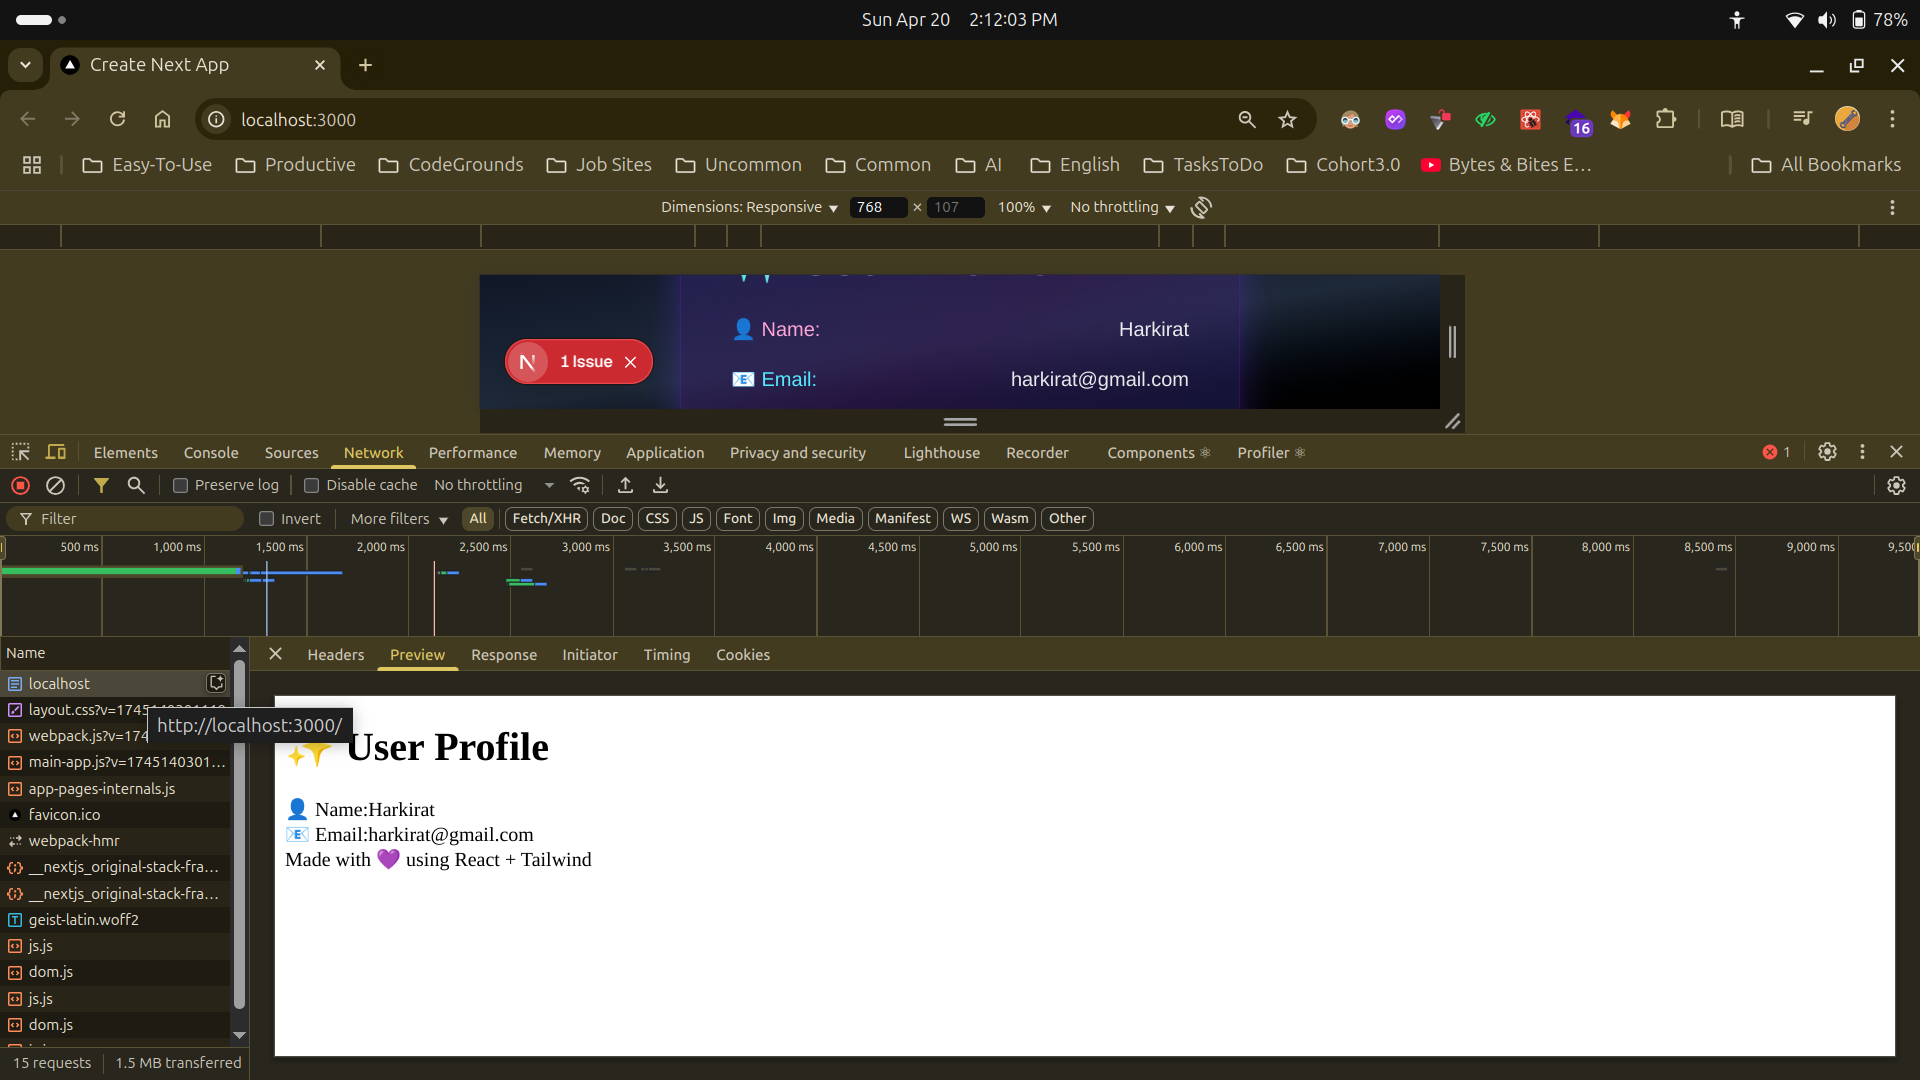 Sun Apr 20 2:12:03 PM
78%
Create Next App
localhost:3000
16
Easy-To-Use
Productive
CodeGrounds
Job Sites
Uncommon
Common
AI
English
TasksToDo
Cohort3.0
Bytes & Bites E…
All Bookmarks
Dimensions: Responsive 768 × 107 100% No throttling
👤 Name: Harkirat
N 1 Issue
📧 Email: harkirat@gmail.com
Elements Console Sources Network Performance Memory Application Privacy and security Lighthouse Recorder Components ⚛ Profiler ⚛ 1
Preserve log Disable cache No throttling
Filter Invert More filters All Fetch/XHR Doc CSS JS Font Img Media Manifest WS Wasm Other
500 ms 1,000 ms 1,500 ms 2,000 ms 2,500 ms 3,000 ms 3,500 ms 4,000 ms 4,500 ms 5,000 ms 5,500 ms 6,000 ms 6,500 ms 7,000 ms 7,500 ms 8,000 ms 8,500 ms 9,000 ms 9,500
Name
Headers Preview Response Initiator Timing Cookies
localhost
layout.css?v=1745140301119
webpack.js?v=174
http://localhost:3000/
main-app.js?v=1745140301…
app-pages-internals.js
favicon.ico
webpack-hmr
__nextjs_original-stack-fra…
__nextjs_original-stack-fra…
geist-latin.woff2
js.js
dom.js
js.js
dom.js
✨ User Profile
👤 Name:Harkirat
📧 Email:harkirat@gmail.com
Made with 💜 using React + Tailwind
15 requests 1.5 MB transferred